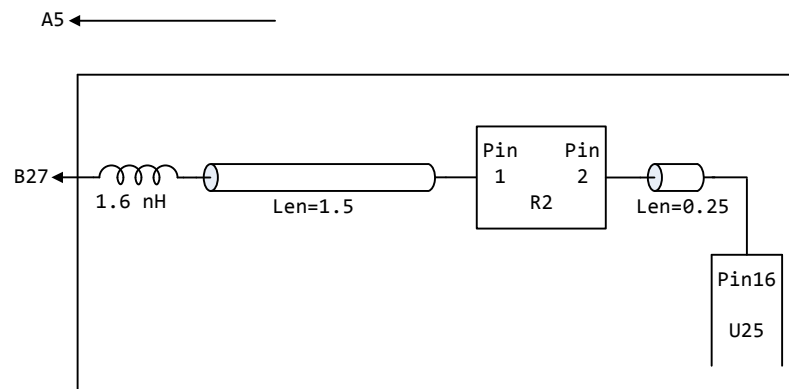 A5
B27
1.6 nH
Len=1.5
Pin Pin
1 2
R2
Len=0.25
Pin16
U25